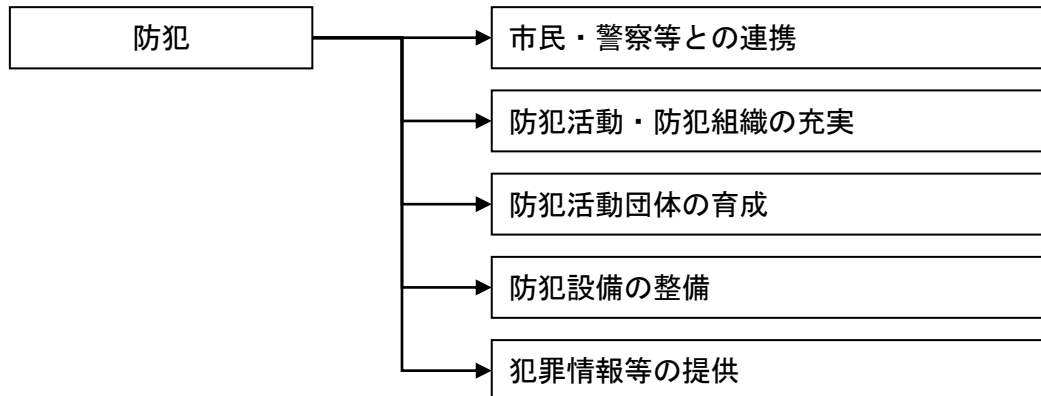 防犯
市民・警察等との連携
防犯活動・防犯組織の充実
防犯活動団体の育成
防犯設備の整備
犯罪情報等の提供